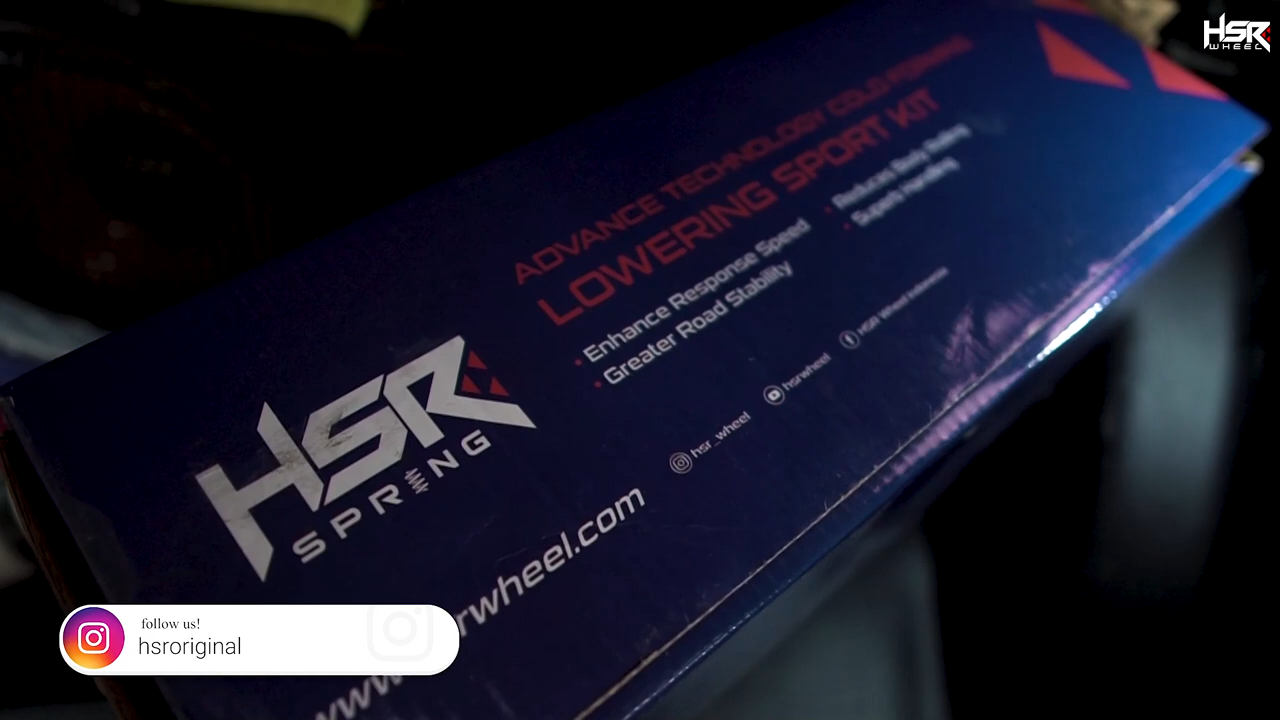 HSR
WHEEL
ADVANCE TECHNOLOGY COLD
LOWERING SPORT KIT
Enhance Response Speed
Greater Road Stability
Reduces Body Rolling
Superb Handling
HSR
SPRING
hsr_wheel
hsrwheel
HSR Wheel Indonesia
www. rwheel.com
follow us!
hsroriginal